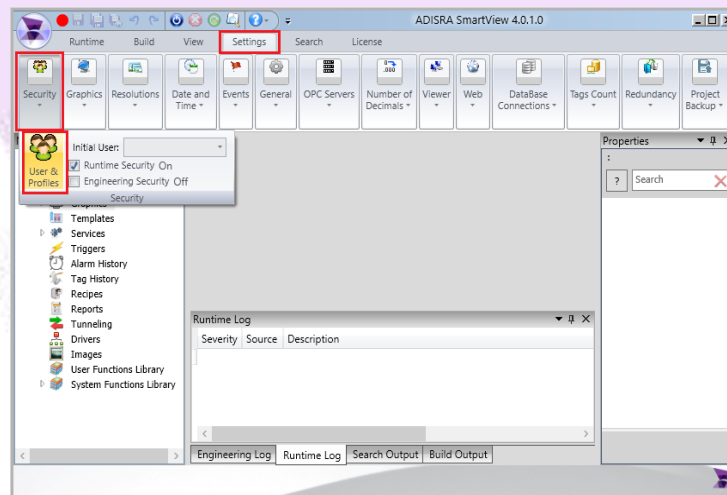 ADISRA SmartView 4.0.1.0
Runtime Build View Settings Search License
Security Graphics Resolutions Date and Time Events General OPC Servers Number of Decimals Viewer Web DataBase Connections Tags Count Redundancy Project Backup
Initial User:
Runtime Security On
Engineering Security Off
User & Profiles
Security
Properties
:
? Search
Templates
Services
Triggers
Alarm History
Tag History
Recipes
Reports
Tunneling
Drivers
Images
User Functions Library
System Functions Library
Runtime Log
Severity Source Description
Engineering Log Runtime Log Search Output Build Output